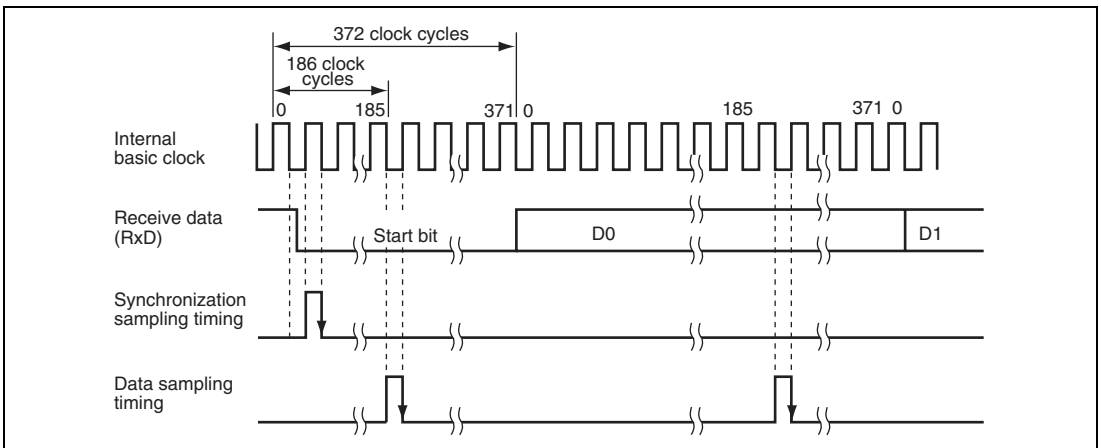 372 clock cycles
186 clock
cycles
0 185 371 0 185 371 0
Internal
basic clock
Receive data
(RxD)
Start bit D0 D1
Synchronization
sampling timing
Data sampling
timing